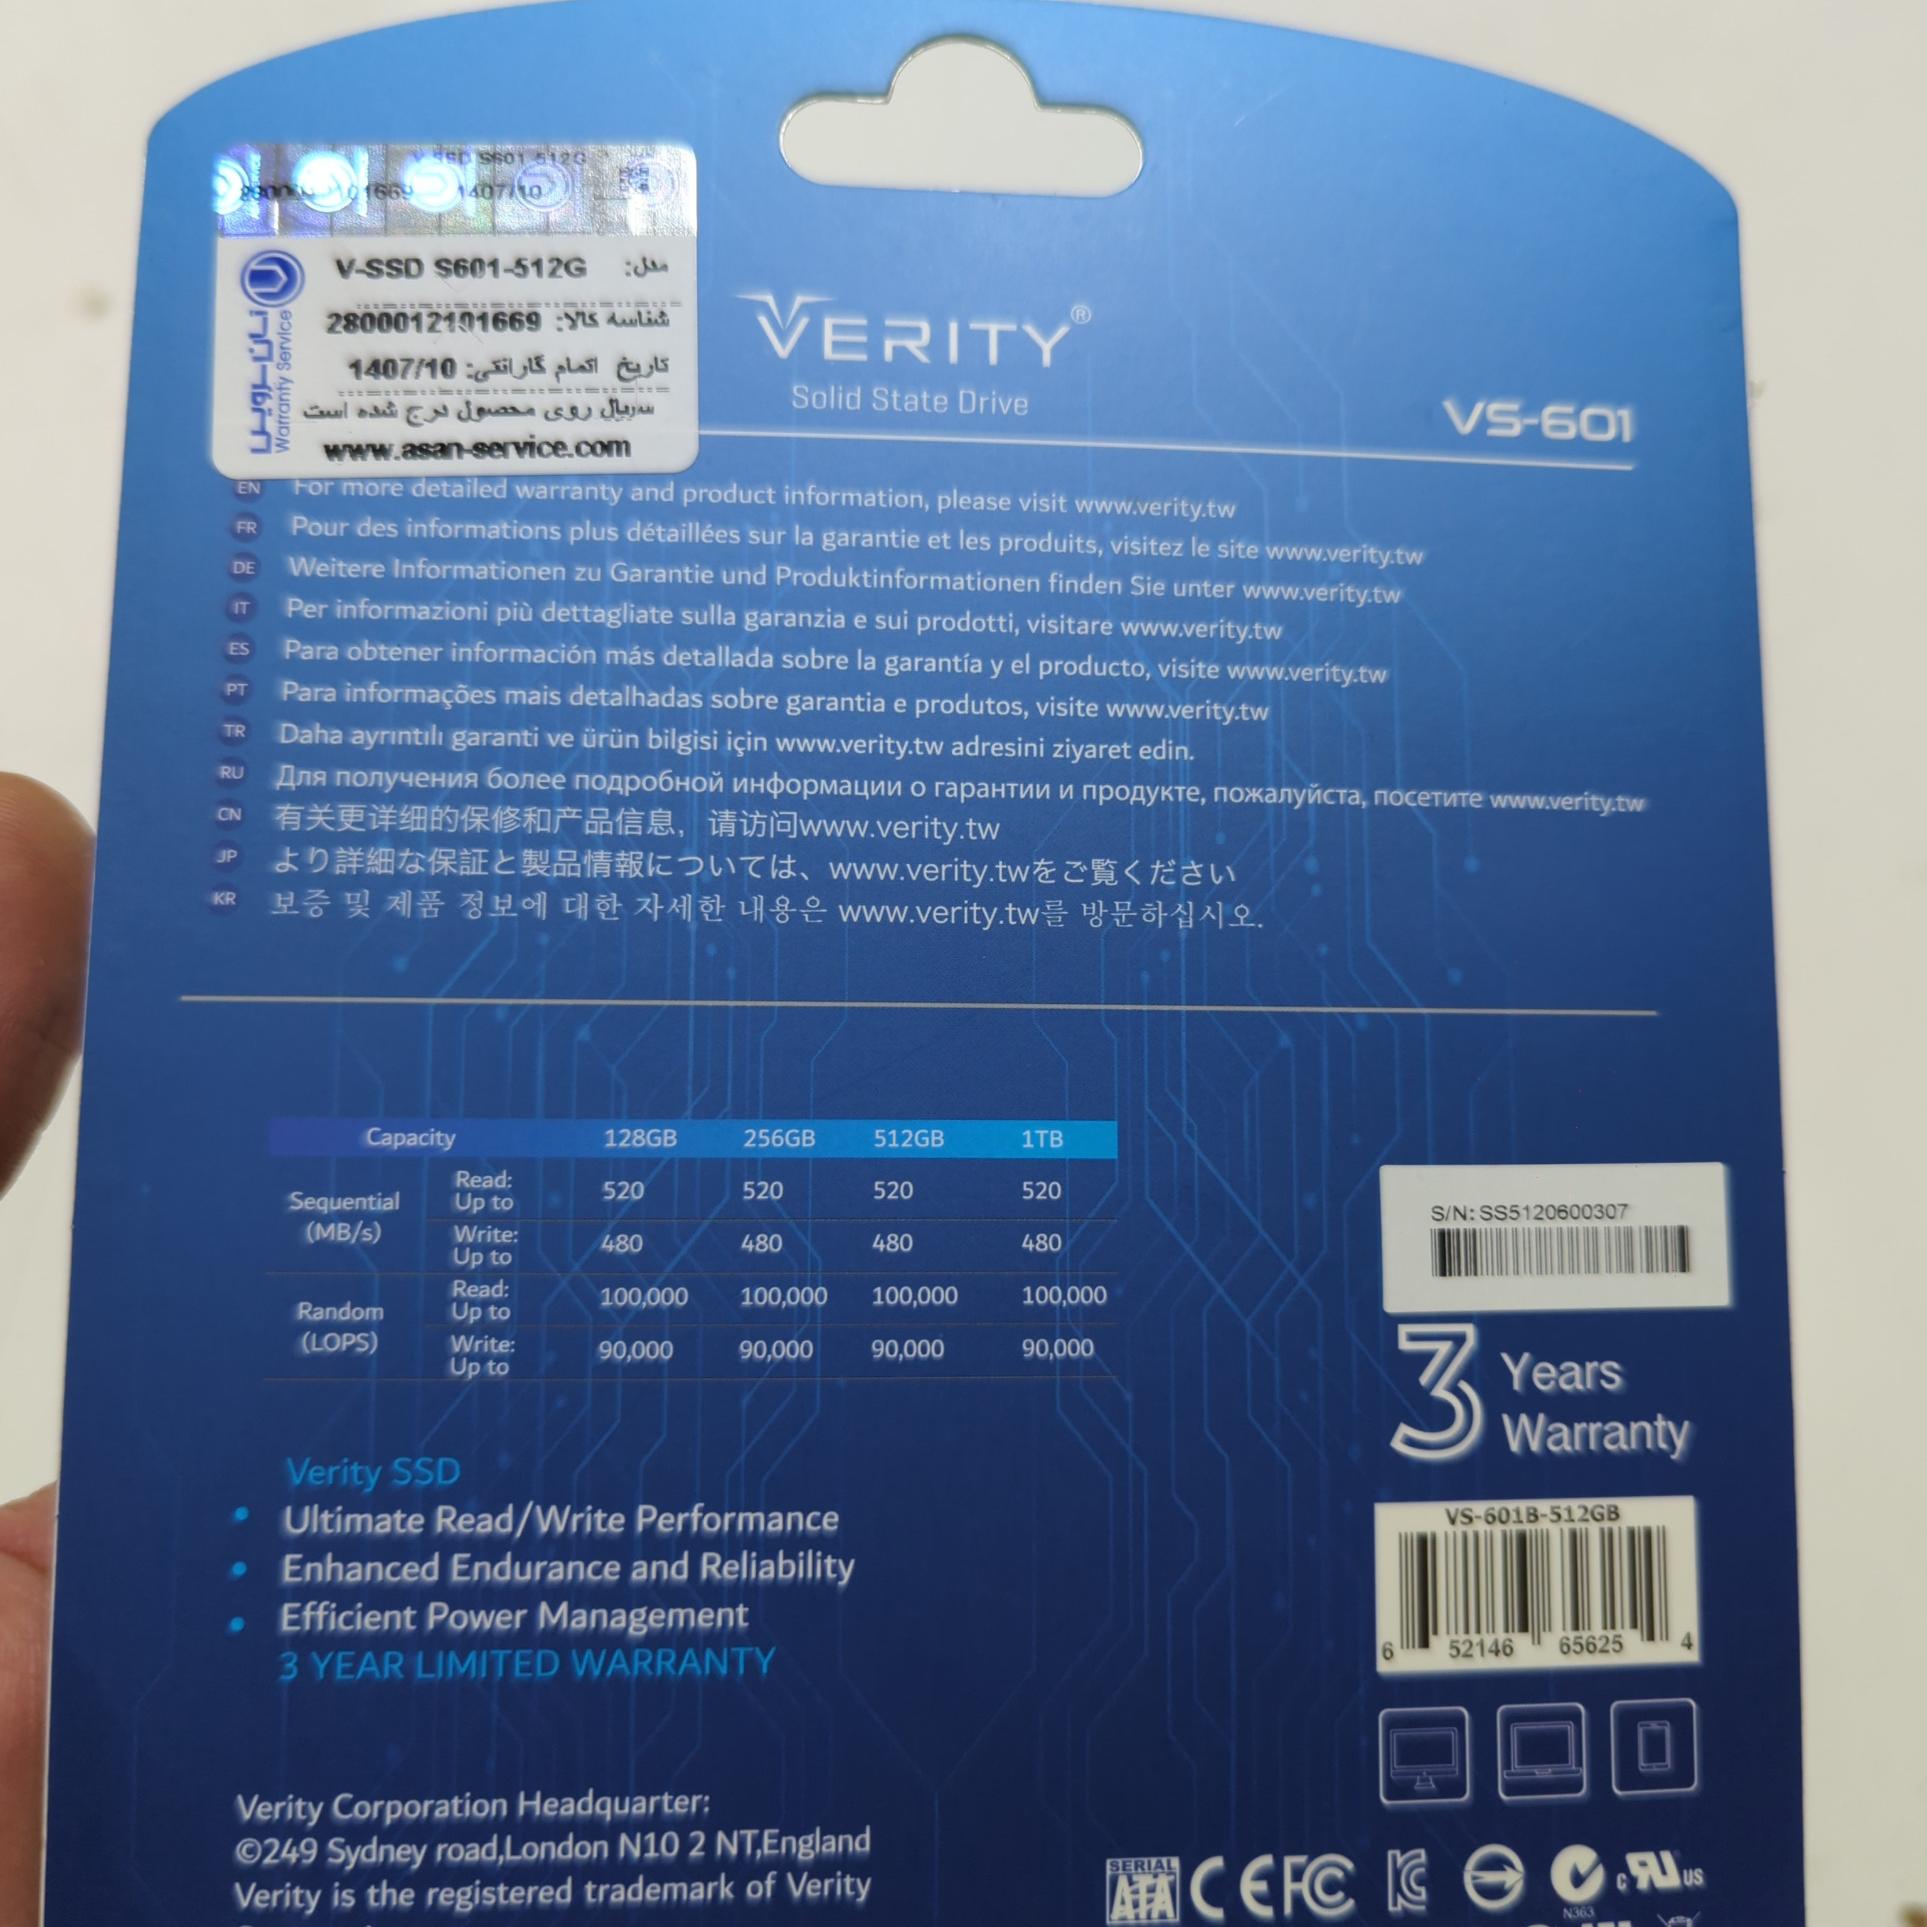 V-SSD S601-512G
1407/10
مدل: V-SSD S601-512G
شناسه کالا: 2800012101669
تاریخ اتمام گارانتی: 1407/10
سریال روی محصول درج شده است
www.asan-service.com
Warranty Service
VERITY®
Solid State Drive
VS-601
EN For more detailed warranty and product information, please visit www.verity.tw
FR Pour des informations plus détaillées sur la garantie et les produits, visitez le site www.verity.tw
DE Weitere Informationen zu Garantie und Produktinformationen finden Sie unter www.verity.tw
IT Per informazioni più dettagliate sulla garanzia e sui prodotti, visitare www.verity.tw
ES Para obtener información más detallada sobre la garantía y el producto, visite www.verity.tw
PT Para informações mais detalhadas sobre garantia e produtos, visite www.verity.tw
TR Daha ayrıntılı garanti ve ürün bilgisi için www.verity.tw adresini ziyaret edin.
RU Для получения более подробной информации о гарантии и продукте, пожалуйста, посетите www.verity.tw
CN 有关更详细的保修和产品信息，请访问www.verity.tw
JP より詳細な保証と製品情報については、www.verity.twをご覧ください
KR 보증 및 제품 정보에 대한 자세한 내용은 www.verity.tw를 방문하십시오.
Capacity 128GB 256GB 512GB 1TB
Sequential (MB/s) Read: Up to 520 520 520 520
Write: Up to 480 480 480 480
Random (LOPS) Read: Up to 100,000 100,000 100,000 100,000
Write: Up to 90,000 90,000 90,000 90,000
S/N: SS5120600307
3 Years Warranty
VS-601B-512GB
6 52146 65625 4
Verity SSD
• Ultimate Read/Write Performance
• Enhanced Endurance and Reliability
• Efficient Power Management
3 YEAR LIMITED WARRANTY
Verity Corporation Headquarter:
©249 Sydney road,London N10 2 NT,England
Verity is the registered trademark of Verity
SERIAL ATA CE FC N363 c US